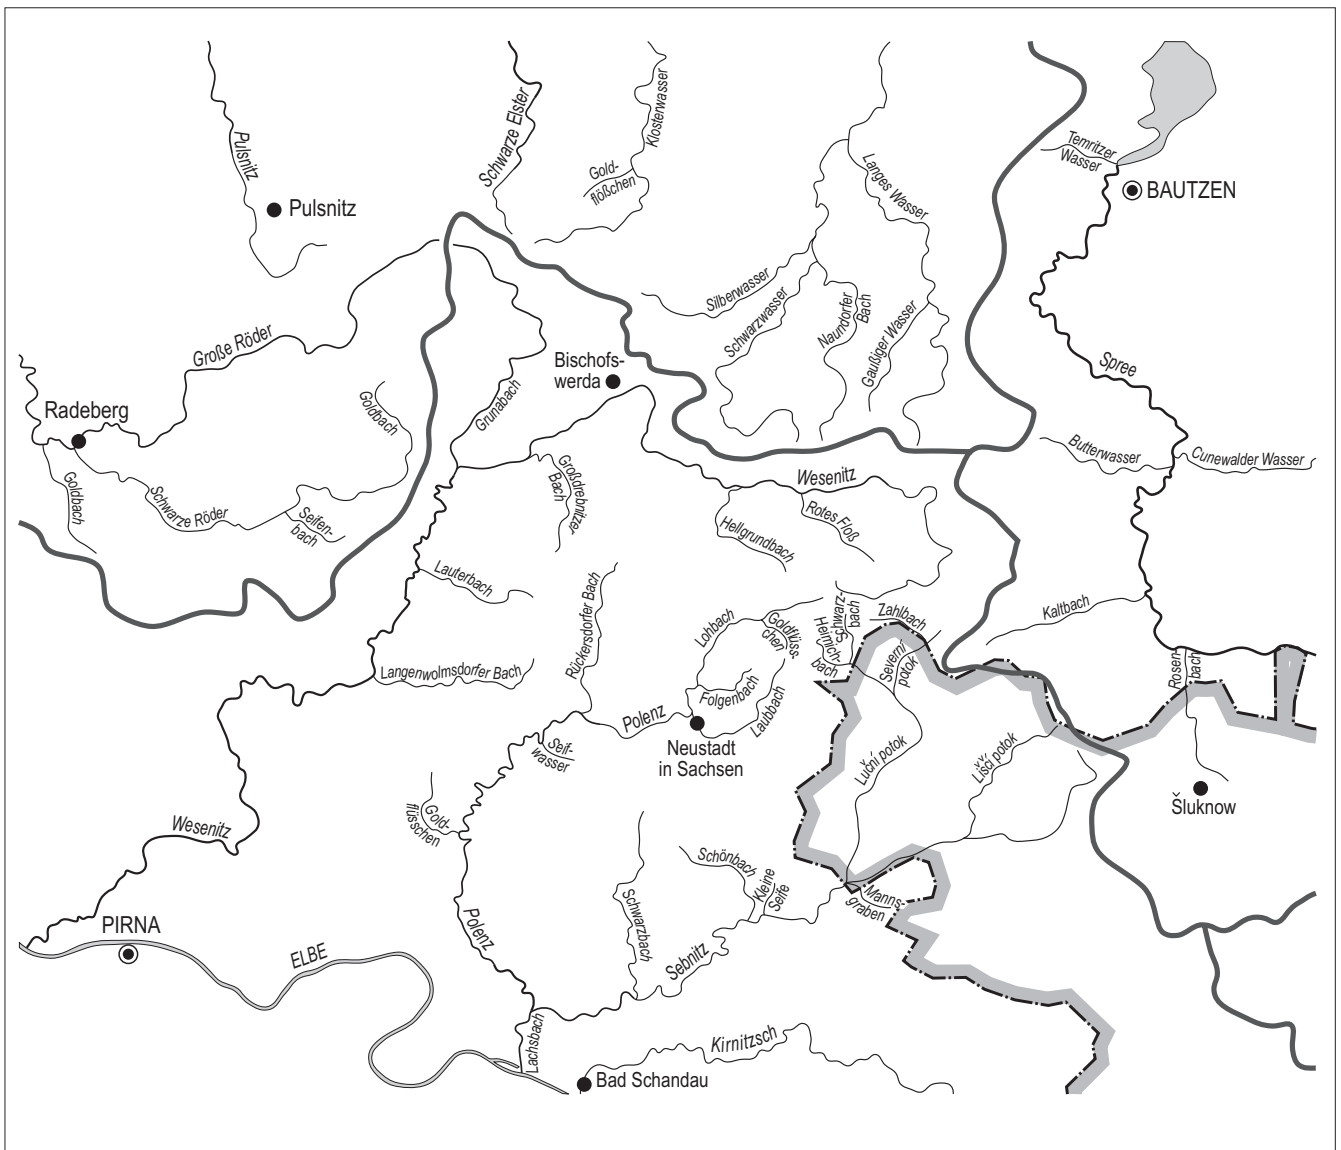 Pulsnitz
Pulsnitz
Schwarze Elster
Klosterwasser
Gold-
flößchen
Langes Wasser
Temritzer
Wasser
BAUTZEN
Silberwasser
Schwarzwasser
Naundorfer
Bach
Gaußiger Wasser
Große Röder
Bischofs-
werda
Spree
Radeberg
Goldbach
Grunabach
Goldbach
Schwarze Röder
Seifen-
bach
Großdrebnitzer
Bach
Wesenitz
Butterwasser
Cunewalder Wasser
Hellgrundbach
Rotes Floß
Lauterbach
Rückersdorfer Bach
Langenwolmsdorfer Bach
Lohbach
Goldflüss-
chen
Heimich-
bach
Schwarz-
bach
Zahlbach
Kaltbach
Severní
potok
Rosen-
bach
Folgenbach
Laubbach
Polenz
Neustadt
in Sachsen
Seif-
wasser
Luční potok
Lišší potok
Šluknow
Gold-
flüsschen
Wesenitz
Schönbach
Kleine
Seife
Manns-
graben
Schwarzbach
Sebnitz
Polenz
PIRNA
ELBE
Lachsbach
Kirnitzsch
Bad Schandau